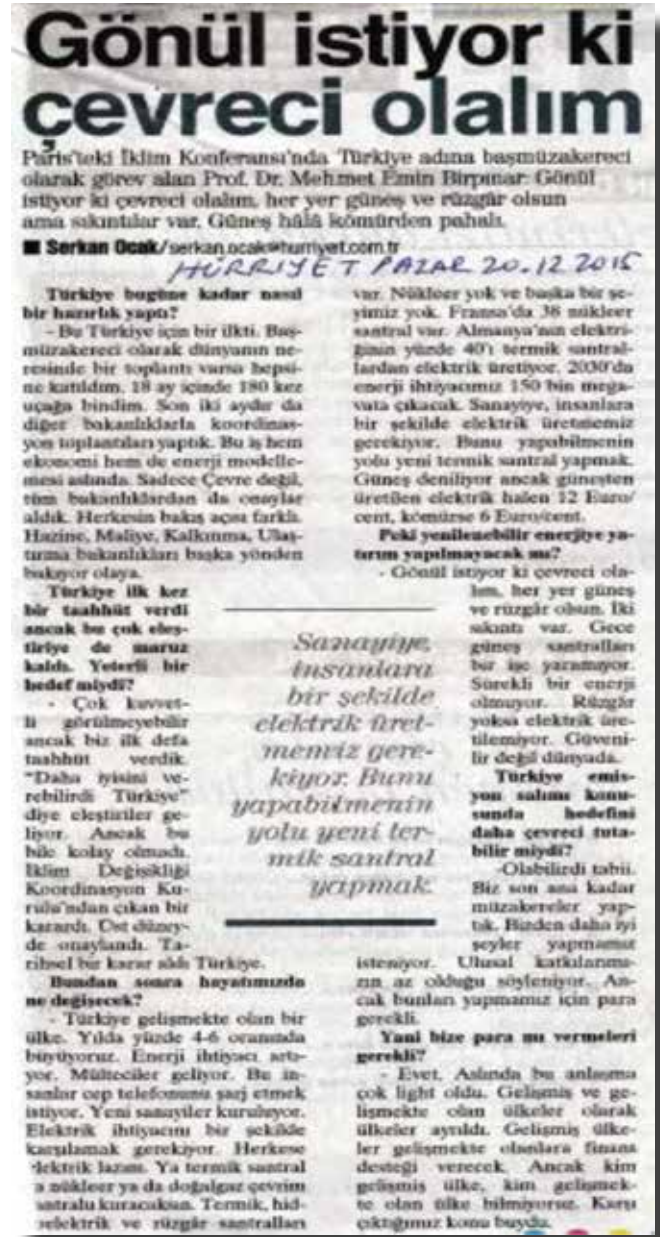 Gönül istiyor ki
çevreci olalım
Paris'teki İklim Konferansı'nda Türkiye adına başmüzakereci
olarak görev alan Prof. Dr. Mehmet Emin Birpınar: Gönül
istiyor ki çevreci olalım, her yer güneş ve rüzgâr olsun
ama sıkıntılar var. Güneş hâlâ kömürden pahalı.
■ Serkan Ocak/serkan.ocak@hurriyet.com.tr
HÜRRİYET PAZAR 20.12.2015
Türkiye bugüne kadar nasıl
bir hazırlık yaptı?
- Bu Türkiye için bir ilkti. Baş-
müzakereci olarak dünyanın ne-
resinde bir toplantı varsa hepsi-
ne katıldım. 18 ay içinde 180 kez
uçağa bindim. Son iki aydır da
diğer bakanlıklarla koordinas-
yon toplantıları yaptık. Bu iş hem
ekonomi hem de enerji modelle-
mesi aslında. Sadece Çevre değil,
tüm bakanlıklardan da onaylar
aldık. Herkesin bakış açısı farklı.
Hazine, Maliye, Kalkınma, Ulaş-
tırma bakanlıkları başka yönden
bakıyor olaya.
Türkiye ilk kez
bir taahhüt verdi
ancak bu çok eleş-
tiriye de maruz
kaldı. Yeterli bir
hedef miydi?
- Çok kuvvet-
li görülmeyebilir
ancak biz ilk defa
taahhüt verdik.
"Daha iyisini ve-
rebilirdi Türkiye"
diye eleştiriler ge-
liyor. Ancak bu
bile kolay olmadı.
İklim Değişikliği
Koordinasyon Ku-
rulu'ndan çıkan bir
karardı. Üst düzey-
de onaylandı. Ta-
rihsel bir karar aldı Türkiye.
Bundan sonra hayatımızda
ne değişecek?
- Türkiye gelişmekte olan bir
ülke. Yılda yüzde 4-6 oranında
büyüyoruz. Enerji ihtiyacı artı-
yor. Mülteciler geliyor. Bu in-
sanlar cep telefonunu şarj etmek
istiyor. Yeni sanayiler kuruluyor.
Elektrik ihtiyacını bir şekilde
karşılamak gerekiyor. Herkese
elektrik lazım. Ya termik santral
a nükleer ya da doğalgaz çevrim
santralu kuracaksın. Termik, hid-
roelektrik ve rüzgâr santralları
Sanayiye,
insanlara
bir şekilde
elektrik üret-
memiz gere-
kiyor. Bunu
yapabilmenin
yolu yeni ter-
mik santral
yapmak.
var. Nükleer yok ve başka bir şe-
yimiz yok. Fransa'da 38 nükleer
santral var. Almanya'nın elektri-
ğinin yüzde 40'ı termik santral-
lardan elektrik üretiyor. 2030'da
enerji ihtiyacımız 150 bin mega-
vata çıkacak. Sanayiye, insanlara
bir şekilde elektrik üretmemiz
gerekiyor. Bunu yapabilmenin
yolu yeni termik santral yapmak.
Güneş deniliyor ancak güneşten
üretilen elektrik halen 12 Euro/
cent, kömürse 6 Euro/cent.
Peki yenilenebilir enerjiye ya-
tırım yapılmayacak mı?
- Gönül istiyor ki çevreci ola-
lım, her yer güneş
ve rüzgâr olsun. İki
sıkıntı var. Gece
güneş santralları
bir işe yaramıyor.
Sürekli bir enerji
olmuyor. Rüzgâr
yoksa elektrik üre-
tilemiyor. Güveni-
lir değil dünyada.
Türkiye emis-
yon salımı konu-
sunda hedefini
daha çevreci tuta-
bilir miydi?
-Olabilirdi tabii.
Biz son ana kadar
müzakereler yap-
tık. Bizden daha iyi
şeyler yapmamız
isteniyor. Ulusal katkılarımı-
zın az olduğu söyleniyor. An-
cak bunları yapmamız için para
gerekli.
Yani bize para mı vermeleri
gerekli?
- Evet. Aslında bu anlaşma
çok light oldu. Gelişmiş ve ge-
lişmekte olan ülkeler olarak
ülkeler ayrıldı. Gelişmiş ülke-
ler gelişmekte olanlara finans
desteği verecek. Ancak kim
gelişmiş ülke, kim gelişmek-
te olan ülke bilmiyoruz. Karşı
çıktığımız konu buydu.